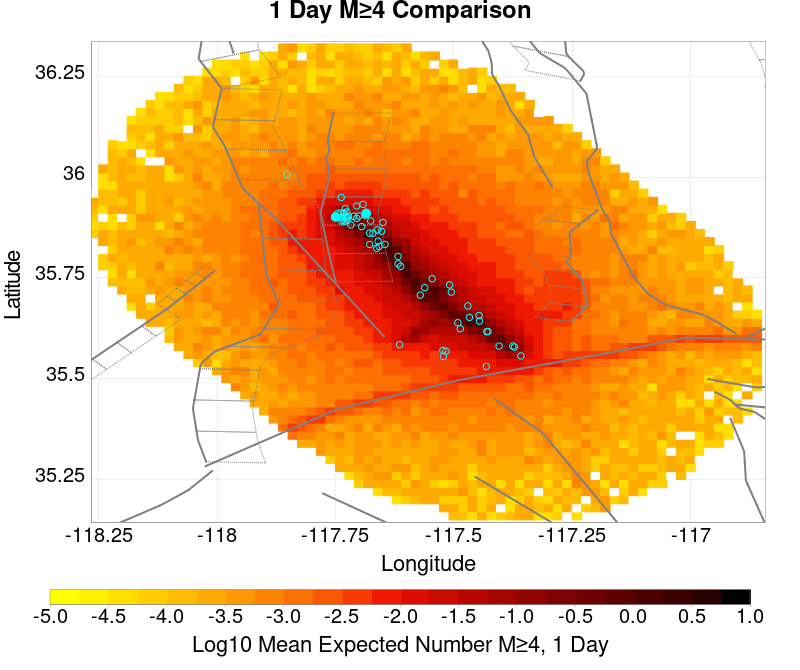 1 Day M≥4 Comparison
36.25
36
35.75
35.5
35.25
Latitude
-118.25 -118 -117.75 -117.5 -117.25 -117
Longitude
-5.0 -4.5 -4.0 -3.5 -3.0 -2.5 -2.0 -1.5 -1.0 -0.5 0.0 0.5 1.0
Log10 Mean Expected Number M≥4, 1 Day